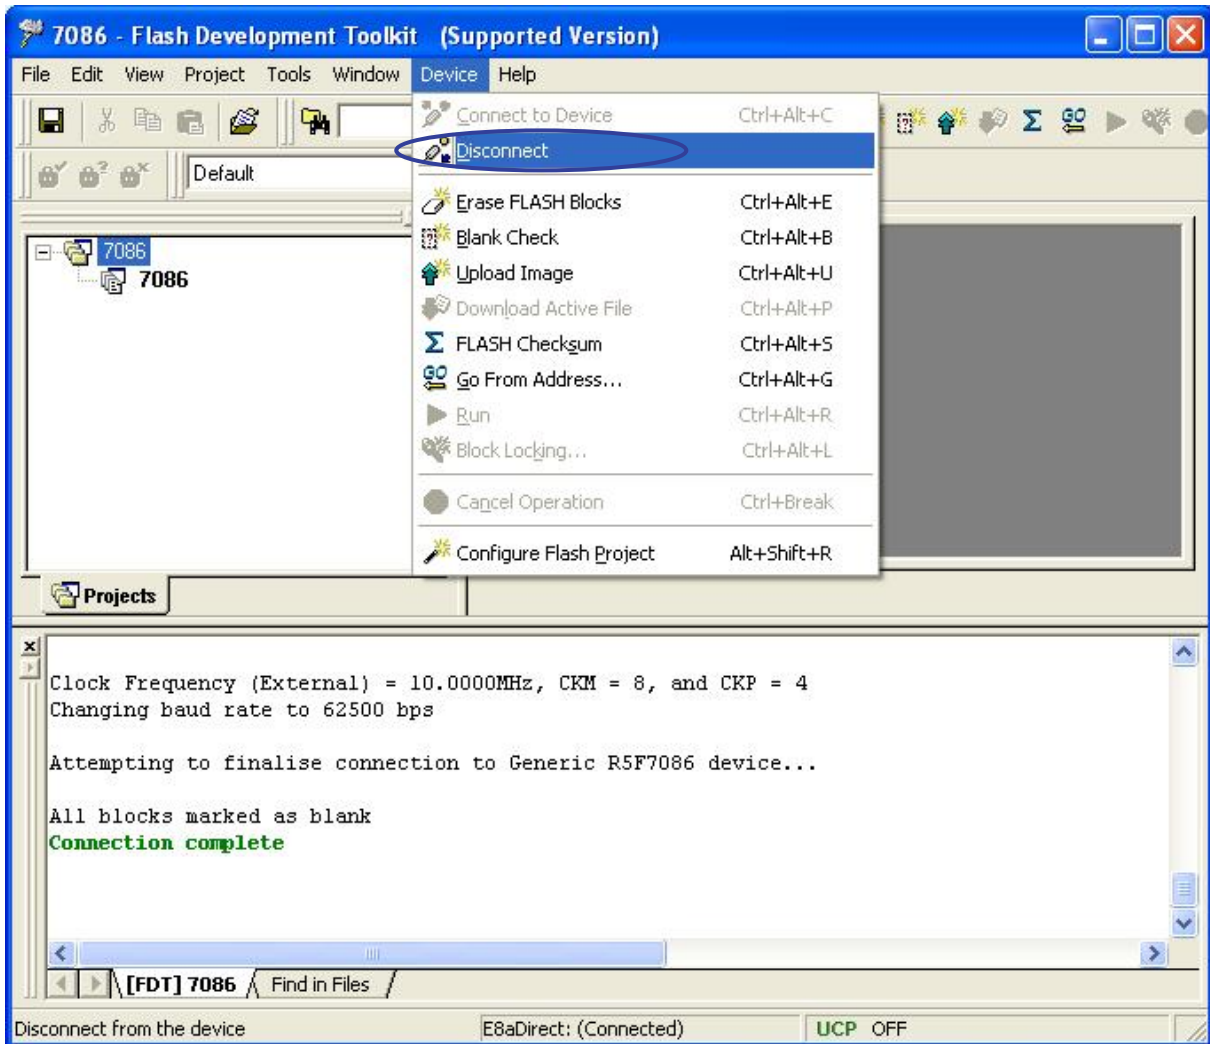 7086 - Flash Development Toolkit (Supported Version)
File Edit View Project Tools Window Device Help
Connect to Device Ctrl+Alt+C
Disconnect
Default
Erase FLASH Blocks Ctrl+Alt+E
Blank Check Ctrl+Alt+B
Upload Image Ctrl+Alt+U
Download Active File Ctrl+Alt+P
FLASH Checksum Ctrl+Alt+S
GO Go From Address... Ctrl+Alt+G
Run Ctrl+Alt+R
Block Locking... Ctrl+Alt+L
Cancel Operation Ctrl+Break
Configure Flash Project Alt+Shift+R
GO
7086
7086
Projects
Clock Frequency (External) = 10.0000MHz, CKM = 8, and CKP = 4
Changing baud rate to 62500 bps
Attempting to finalise connection to Generic R5F7086 device...
All blocks marked as blank
Connection complete
[FDT] 7086 Find in Files
Disconnect from the device E8aDirect: (Connected) UCP OFF